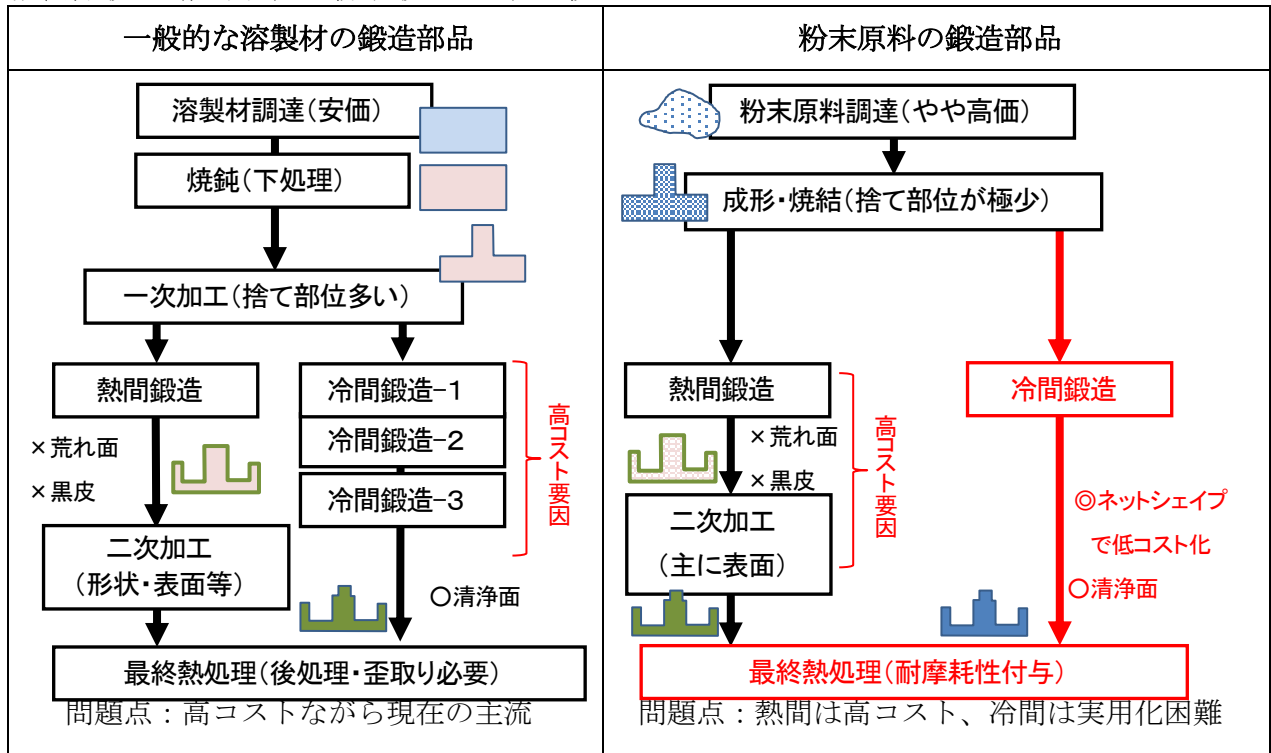 一般的な溶製材の鍛造部品
溶製材調達(安価)
焼鈍(下処理)
一次加工(捨て部位多い)
熱間鍛造
×荒れ面
×黒皮
二次加工
(形状・表面等)
冷間鍛造-1
冷間鍛造-2
冷間鍛造-3
高コスト要因
○清浄面
最終熱処理(後処理・歪取り必要)
問題点:高コストながら現在の主流
粉末原料の鍛造部品
粉末原料調達(やや高価)
成形・焼結(捨て部位が極少)
熱間鍛造
×荒れ面
×黒皮
二次加工
(主に表面)
高コスト要因
冷間鍛造
◎ネットシェイプ
で低コスト化
○清浄面
最終熱処理(耐摩耗性付与)
問題点:熱間は高コスト、冷間は実用化困難